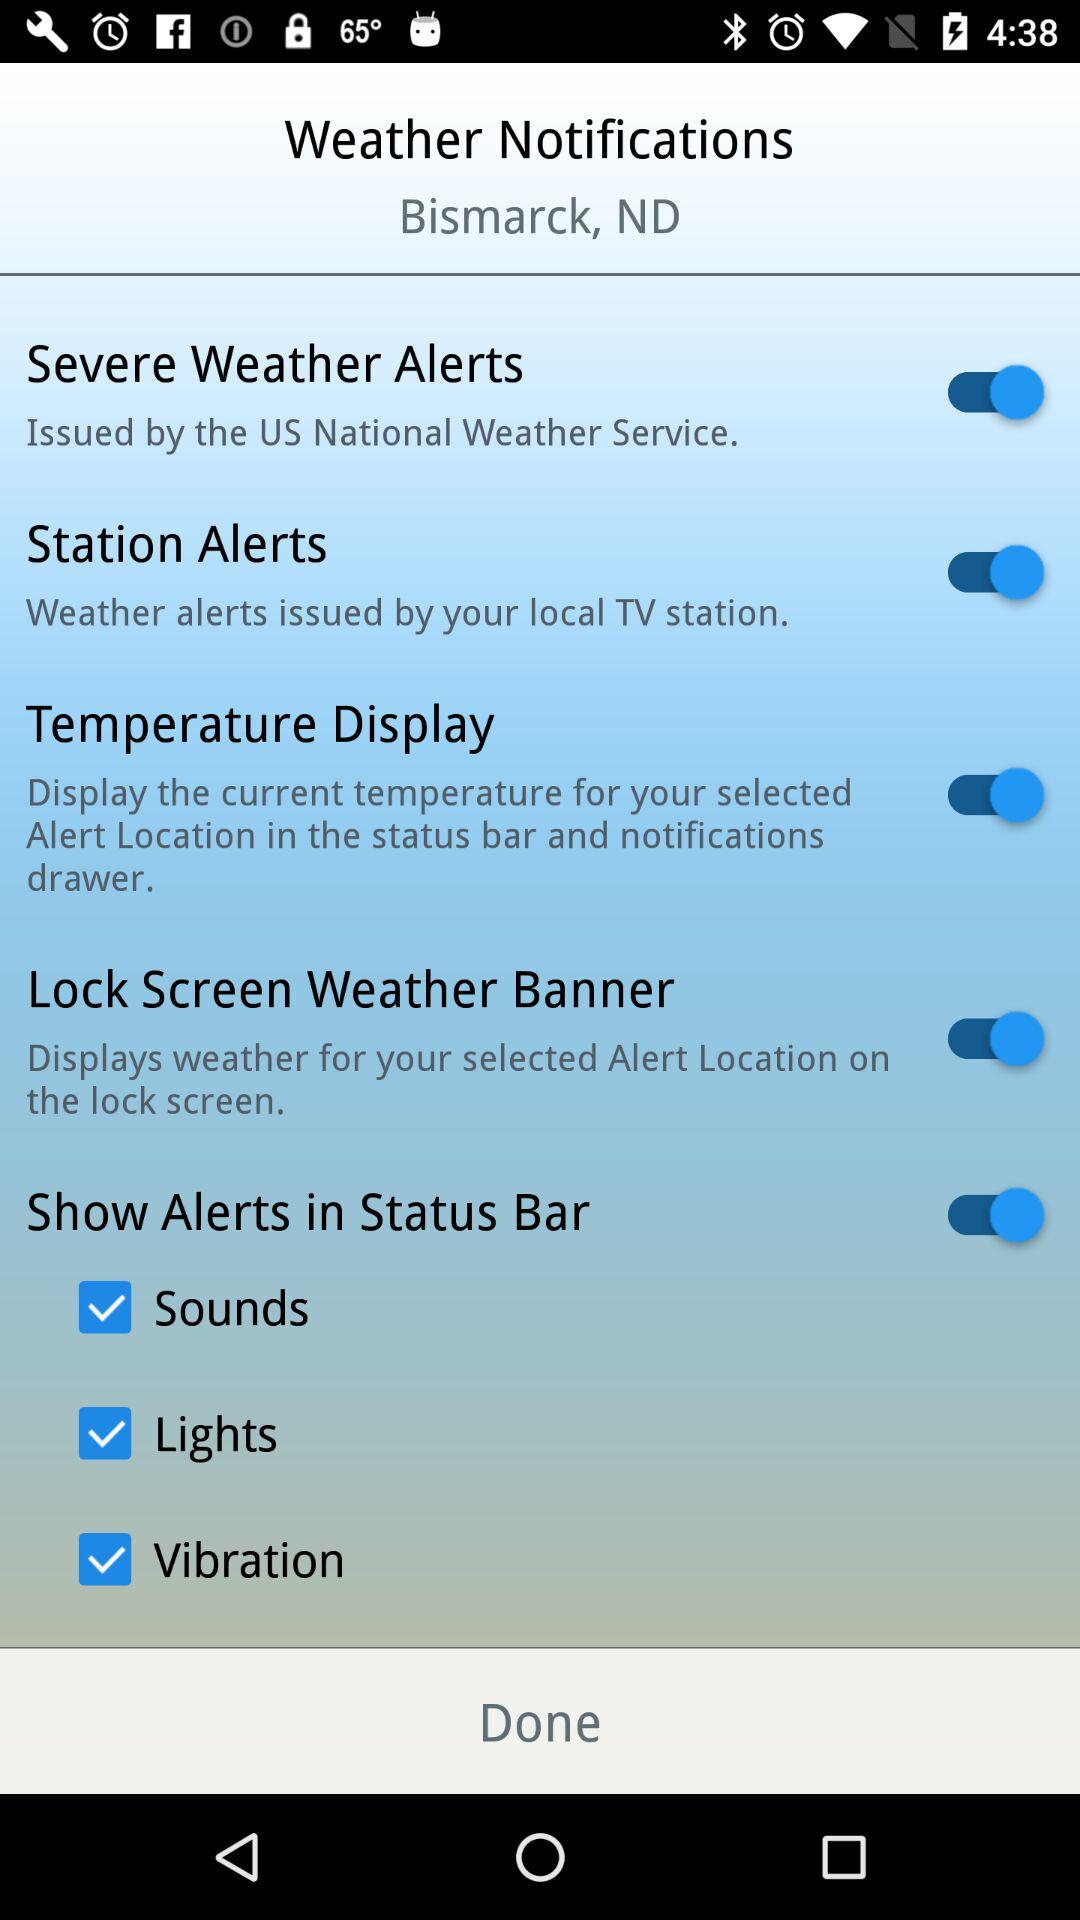 65° 4:38
Weather Notifications
Bismarck, ND
Severe Weather Alerts
Issued by the US National Weather Service.
Station Alerts
Weather alerts issued by your local TV station.
Temperature Display
Display the current temperature for your selected
Alert Location in the status bar and notifications
drawer.
Lock Screen Weather Banner
Displays weather for your selected Alert Location on
the lock screen.
Show Alerts in Status Bar
Sounds
Lights
Vibration
Done